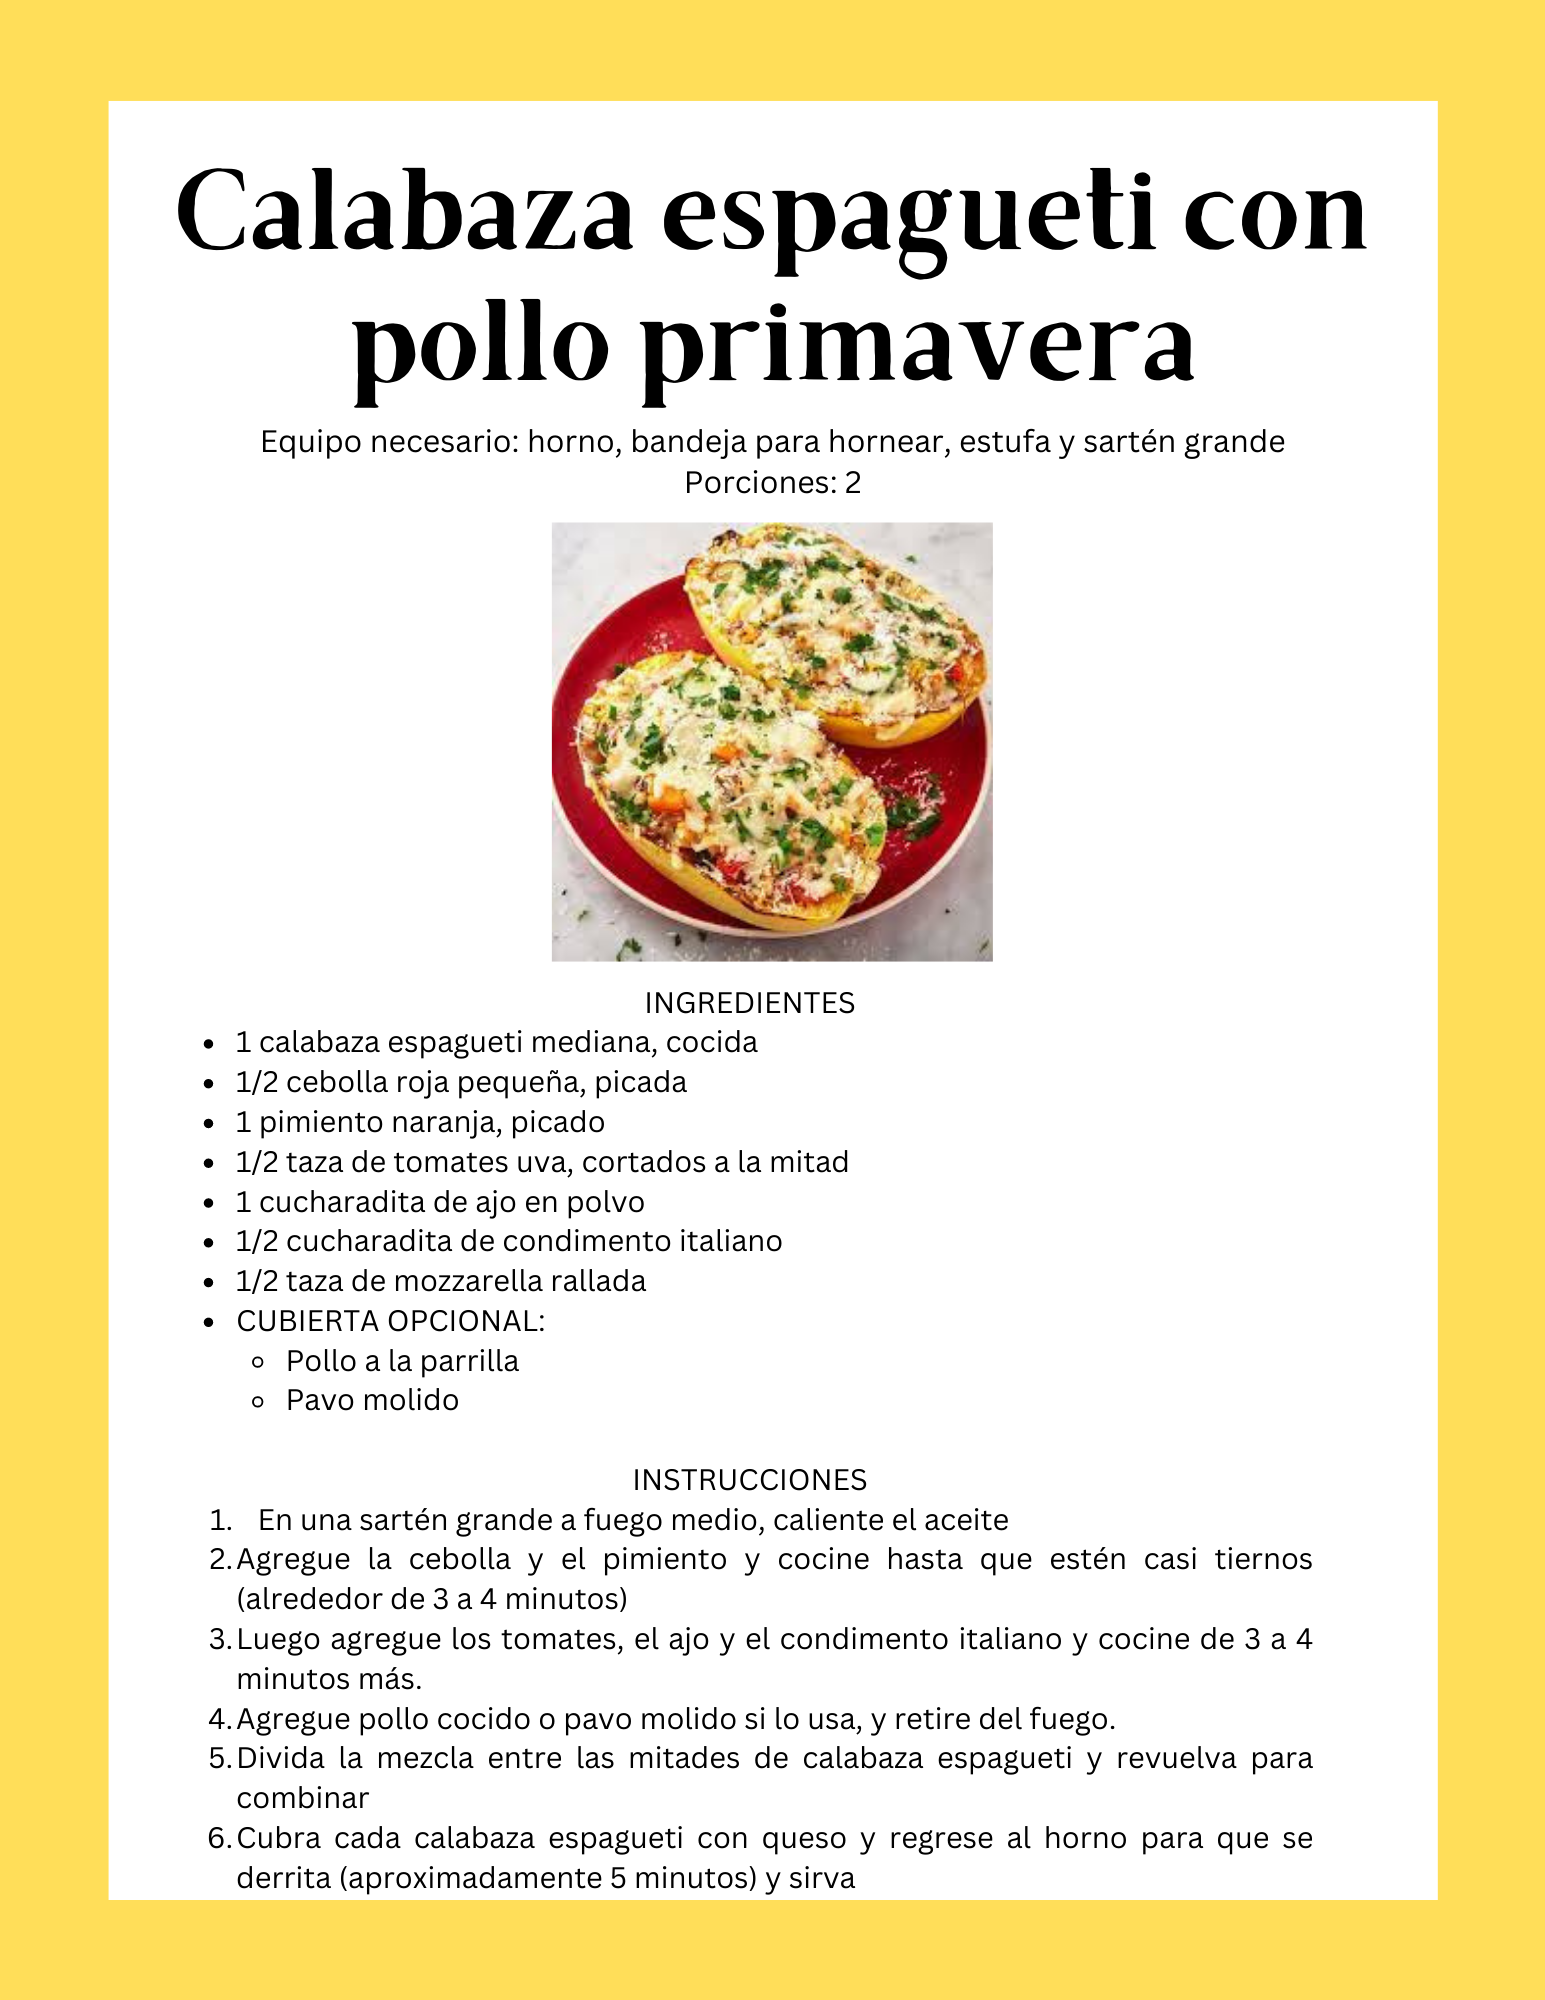 Calabaza espagueti con
pollo primavera
Equipo necesario: horno, bandeja para hornear, estufa y sartén grande
Porciones: 2
INGREDIENTES
• 1 calabaza espagueti mediana, cocida
• 1/2 cebolla roja pequeña, picada
• 1 pimiento naranja, picado
• 1/2 taza de tomates uva, cortados a la mitad
• 1 cucharadita de ajo en polvo
• 1/2 cucharadita de condimento italiano
• 1/2 taza de mozzarella rallada
• CUBIERTA OPCIONAL:
◦ Pollo a la parrilla
◦ Pavo molido
INSTRUCCIONES
1. En una sartén grande a fuego medio, caliente el aceite
2. Agregue la cebolla y el pimiento y cocine hasta que estén casi tiernos
(alrededor de 3 a 4 minutos)
3. Luego agregue los tomates, el ajo y el condimento italiano y cocine de 3 a 4
minutos más.
4. Agregue pollo cocido o pavo molido si lo usa, y retire del fuego.
5. Divida la mezcla entre las mitades de calabaza espagueti y revuelva para
combinar
6. Cubra cada calabaza espagueti con queso y regrese al horno para que se
derrita (aproximadamente 5 minutos) y sirva